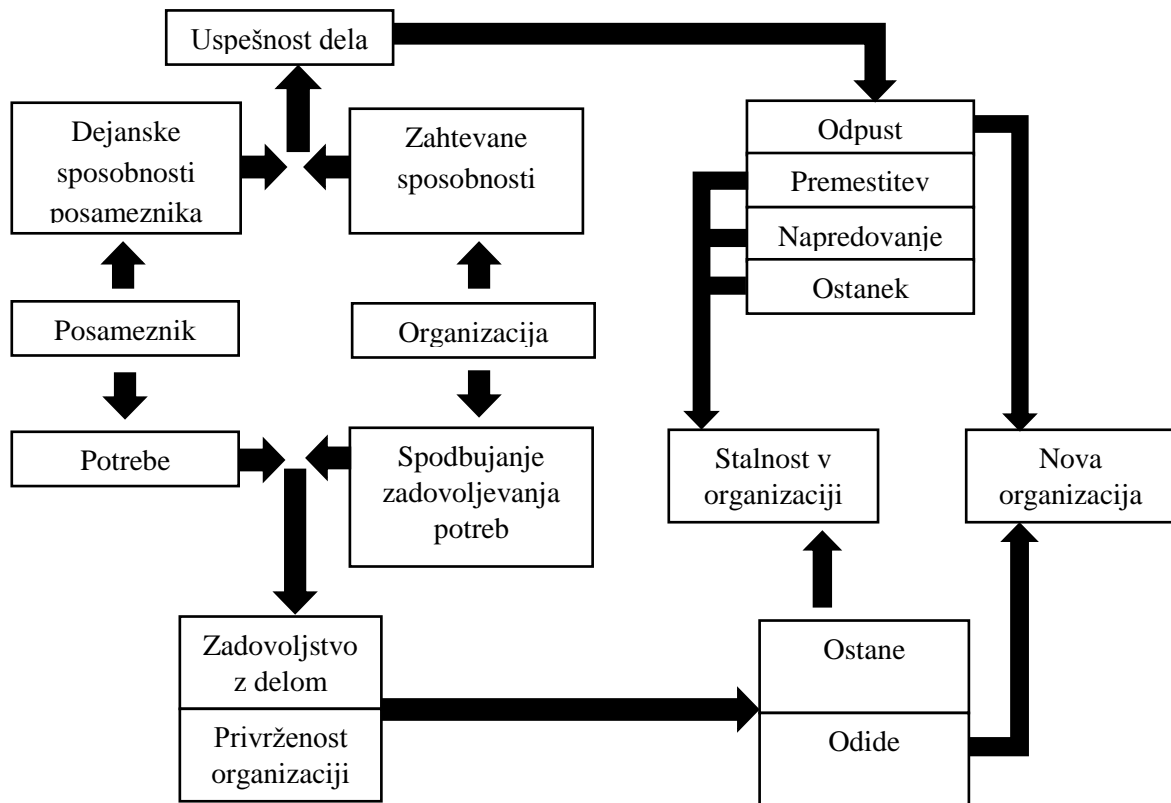 Uspešnost dela
Dejanske
sposobnosti
posameznika
Zahtevane
sposobnosti
Odpust
Premestitev
Napredovanje
Ostanek
Posameznik
Organizacija
Potrebe
Spodbujanje
zadovoljevanja
potreb
Stalnost v
organizaciji
Nova
organizacija
Zadovoljstvo
z delom
Privrženost
organizaciji
Ostane
Odide